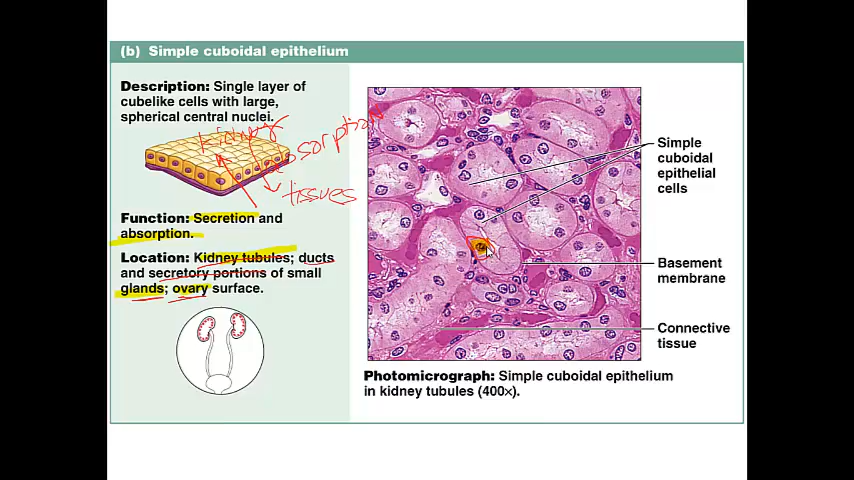 (b) Simple cuboidal epithelium
Description: Single layer of
cubelike cells with large,
spherical central nuclei.
kidney
absorption
tissues
Function: Secretion and
absorption.
Location: Kidney tubules; ducts
and secretory portions of small
glands; ovary surface.
Simple
cuboidal
epithelial
cells
Basement
membrane
Connective
tissue
Photomicrograph: Simple cuboidal epithelium
in kidney tubules (400×).